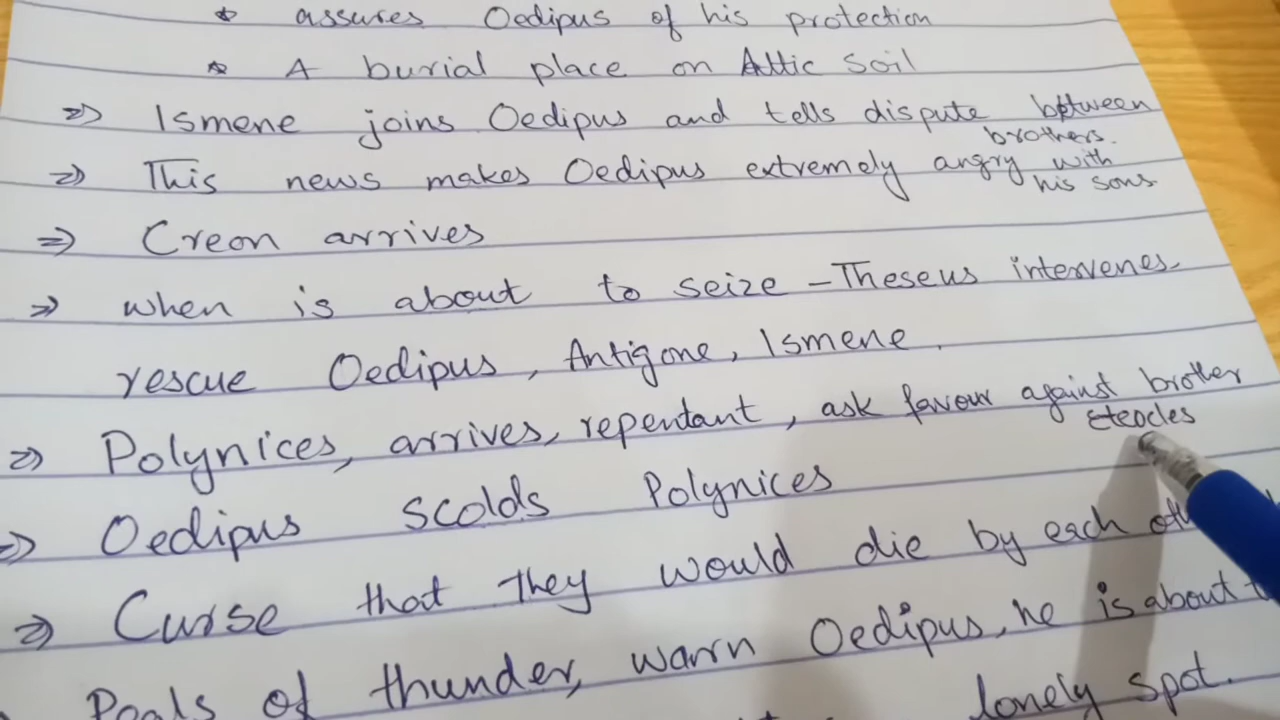 * assures Oedipus of his protection
* A burial place on Attic soil
=> Ismene joins Oedipus and tells dispute between
brothers.
=> This news makes Oedipus extremely angry with
his sons
=> Creon arrives
=> when is about to seize - Theseus intervenes.
rescue Oedipus, Antigone, Ismene.
=> Polynices, arrives, repentant, ask favour against brother
Eteocles
=> Oedipus scolds Polynices
=> Curse that they would die by each
Peals of thunder, warn Oedipus, he is about
lonely spot.